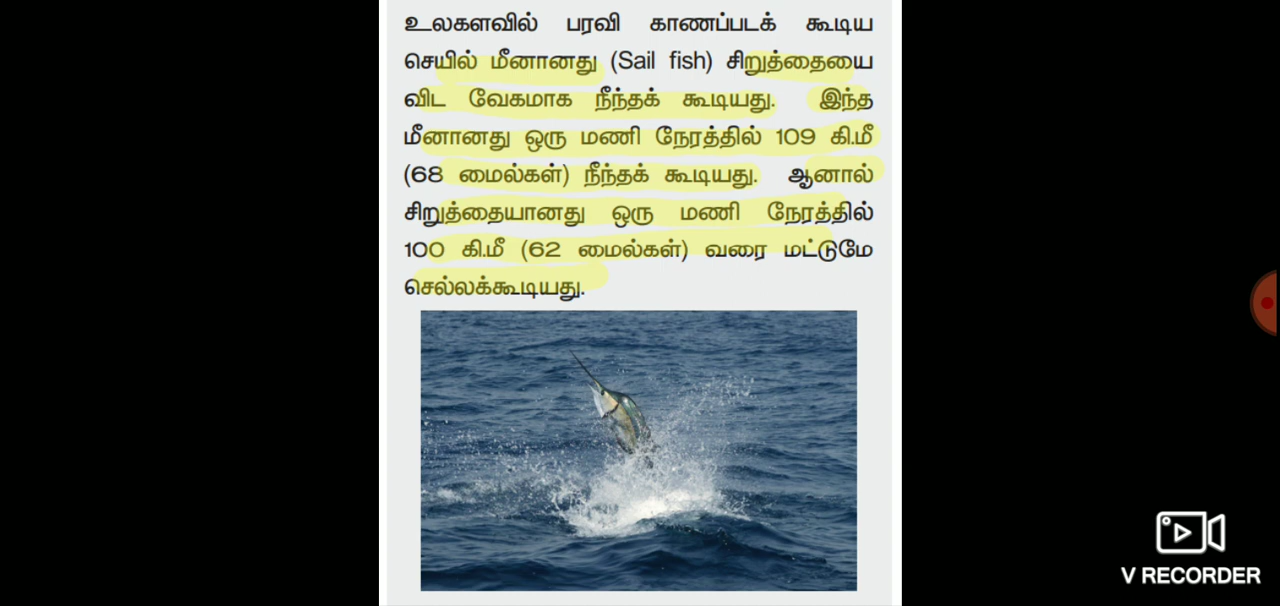 உலகளவில் பரவி காணப்படக் கூடிய
செயில் மீனானது (Sail fish) சிறுத்தையை
விட வேகமாக நீந்தக் கூடியது. இந்த
மீனானது ஒரு மணி நேரத்தில் 109 கி.மீ
(68 மைல்கள்) நீந்தக் கூடியது. ஆனால்
சிறுத்தையானது ஒரு மணி நேரத்தில்
100 கி.மீ (62 மைல்கள்) வரை மட்டுமே
செல்லக்கூடியது.
V RECORDER